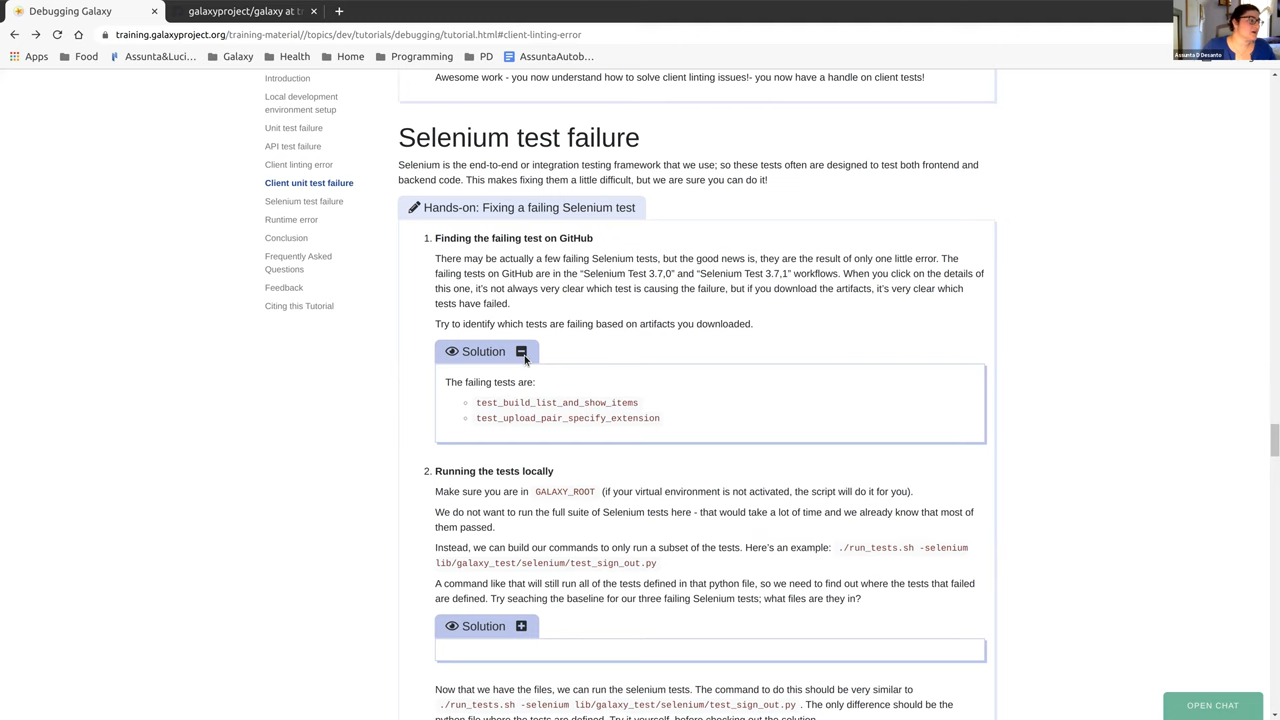 Debugging Galaxy
galaxyproject/galaxy at tr
training.galaxyproject.org/training-material//topics/dev/tutorials/debugging/tutorial.html#client-linting-error
Apps
Food
Assunta&Luci...
Galaxy
Health
Home
Programming
PD
AssuntaAutob...
Assunta D Desanto
Introduction
Local development
environment setup
Unit test failure
API test failure
Client linting error
Client unit test failure
Selenium test failure
Runtime error
Conclusion
Frequently Asked
Questions
Feedback
Citing this Tutorial
Awesome work - you now understand how to solve client linting issues!- you now have a handle on client tests!
Selenium test failure
Selenium is the end-to-end or integration testing framework that we use; so these tests often are designed to test both frontend and
backend code. This makes fixing them a little difficult, but we are sure you can do it!
Hands-on: Fixing a failing Selenium test
1. Finding the failing test on GitHub
There may be actually a few failing Selenium tests, but the good news is, they are the result of only one little error. The
failing tests on GitHub are in the “Selenium Test 3.7,0” and “Selenium Test 3.7,1” workflows. When you click on the details of
this one, it’s not always very clear which test is causing the failure, but if you download the artifacts, it’s very clear which
tests have failed.
Try to identify which tests are failing based on artifacts you downloaded.
Solution
The failing tests are:
test_build_list_and_show_items
test_upload_pair_specify_extension
2. Running the tests locally
Make sure you are in GALAXY_ROOT (if your virtual environment is not activated, the script will do it for you).
We do not want to run the full suite of Selenium tests here - that would take a lot of time and we already know that most of
them passed.
Instead, we can build our commands to only run a subset of the tests. Here’s an example: ./run_tests.sh -selenium
lib/galaxy_test/selenium/test_sign_out.py
A command like that will still run all of the tests defined in that python file, so we need to find out where the tests that failed
are defined. Try seaching the baseline for our three failing Selenium tests; what files are they in?
Solution
Now that we have the files, we can run the selenium tests. The command to do this should be very similar to
./run_tests.sh -selenium lib/galaxy_test/selenium/test_sign_out.py . The only difference should be the
python file where the tests are defined. Try it yourself, before checking out the solution.
OPEN CHAT